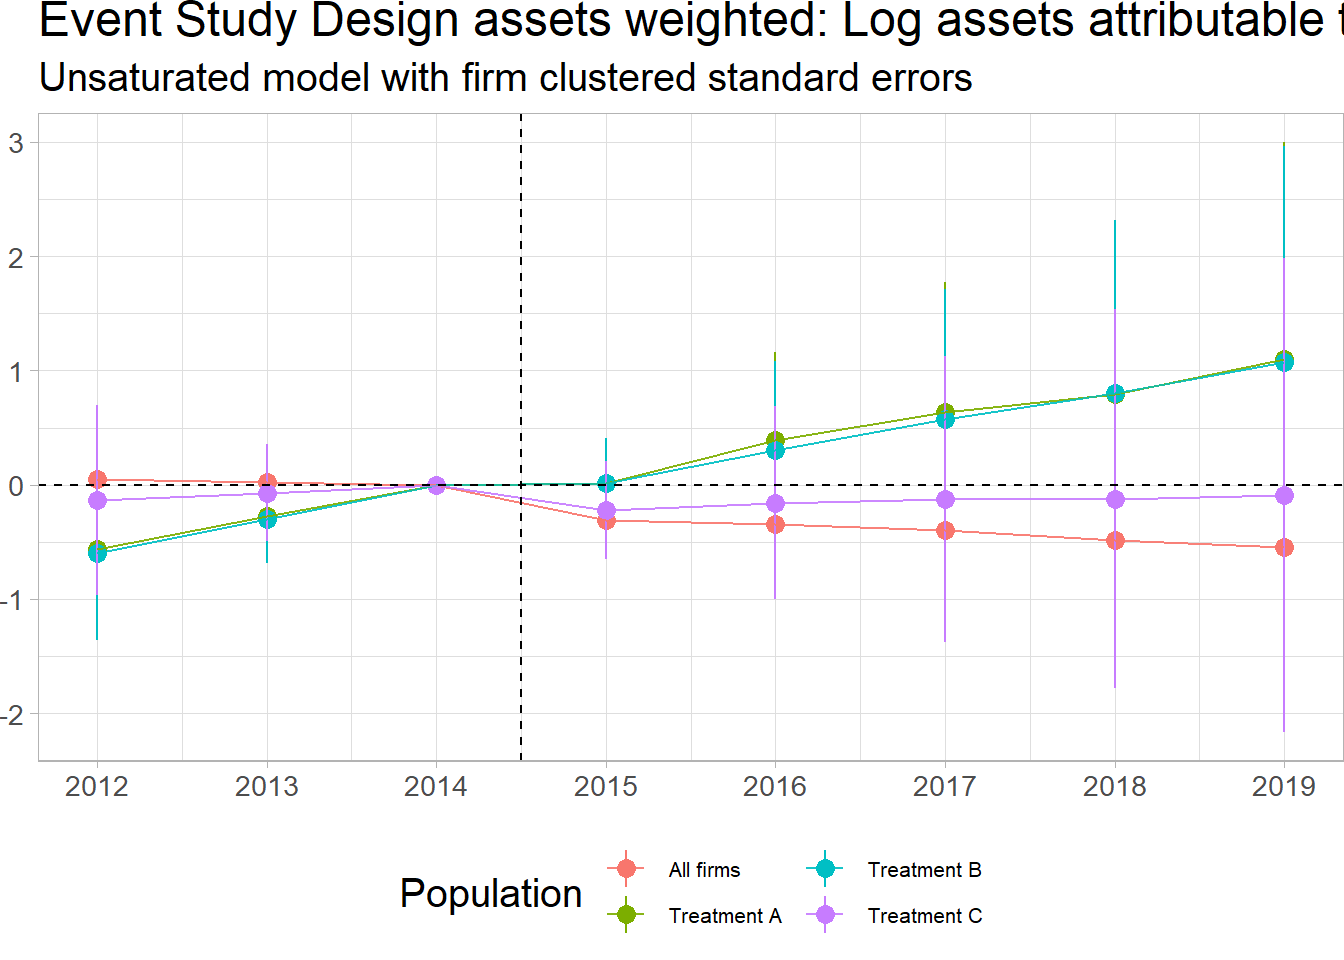 Event Study Design assets weighted: Log assets attributable
Unsaturated model with firm clustered standard errors
3
2
1
0
-1
-2
2012 2013 2014 2015 2016 2017 2018 2019
Population
All firms
Treatment A
Treatment B
Treatment C